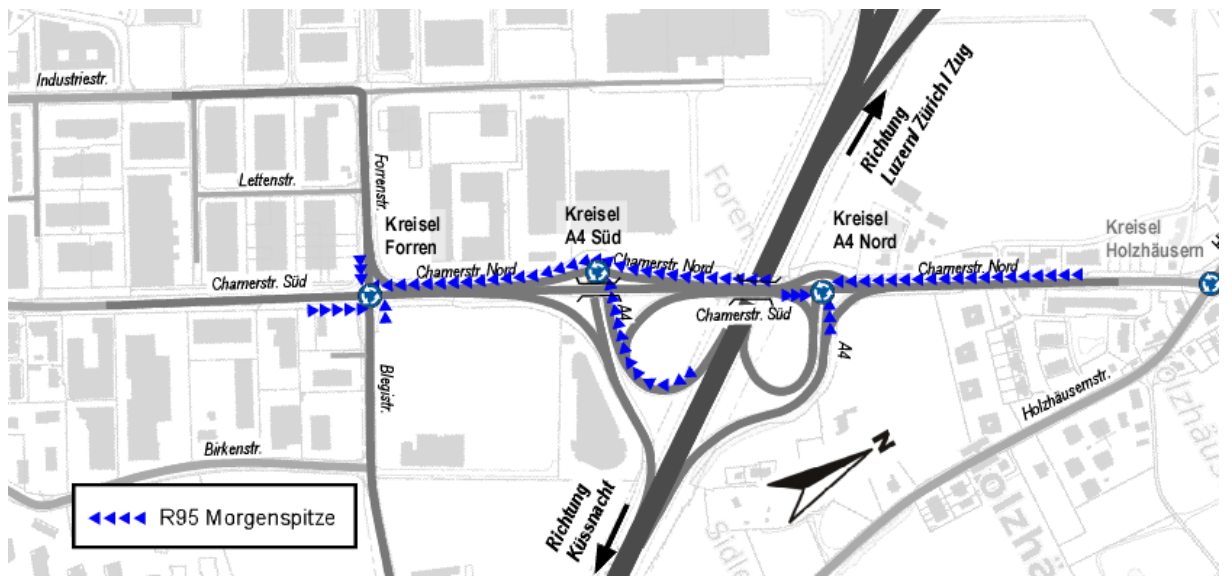 Industriestr.
Lettenstr.
Forrenstr.
Kreisel
Forren
Kreisel
A4 Süd
Forren
Richtung
Luzern/ Zürich / Zug
Kreisel
A4 Nord
Kreisel
Holzhäusern
Chamerstr. Süd
Chamerstr. Nord
Chamerstr. Nord
Chamerstr. Nord
A4
Chamerstr. Süd
A4
Blegistr.
Birkenstr.
Holzhäusernstr.
N
Richtung
Küssnacht
R95 Morgenspitze